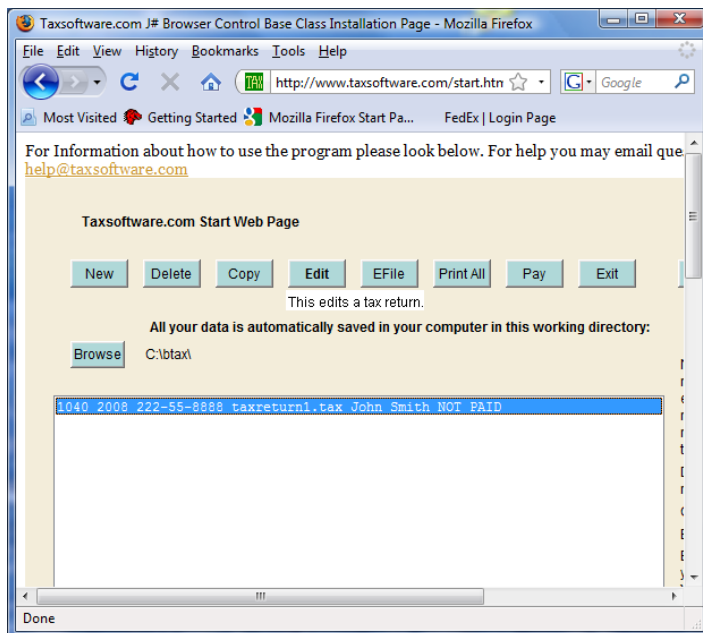 Taxsoftware.com J# Browser Control Base Class Installation Page - Mozilla Firefox
File Edit View History Bookmarks Tools Help
TAX http://www.taxsoftware.com/start.htm G Google
Most Visited Getting Started Mozilla Firefox Start Pa... FedEx | Login Page
For Information about how to use the program please look below. For help you may email que
help@taxsoftware.com
Taxsoftware.com Start Web Page
New Delete Copy Edit EFile Print All Pay Exit
This edits a tax return.
All your data is automatically saved in your computer in this working directory:
Browse C:\btax\
1040 2008 222-55-8888 taxreturn1.tax John Smith NOT PAID
Done